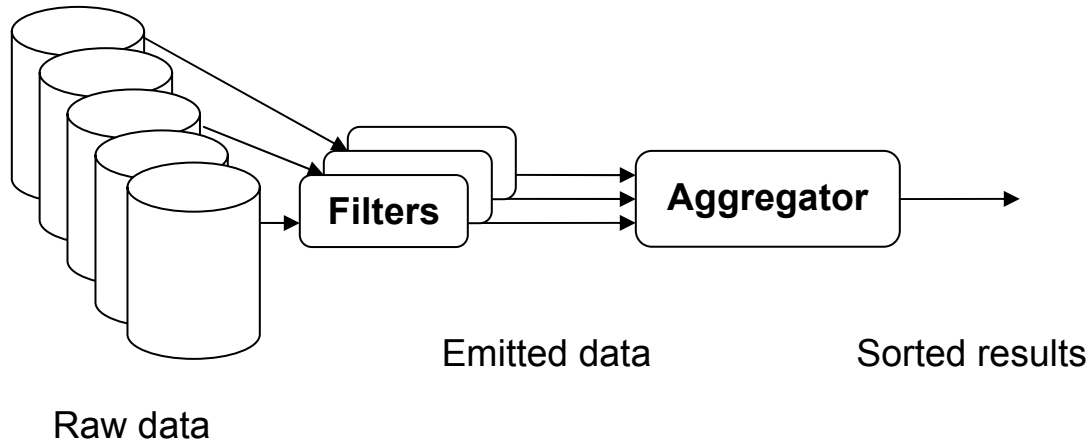 Filters
Aggregator
Emitted data
Sorted results
Raw data